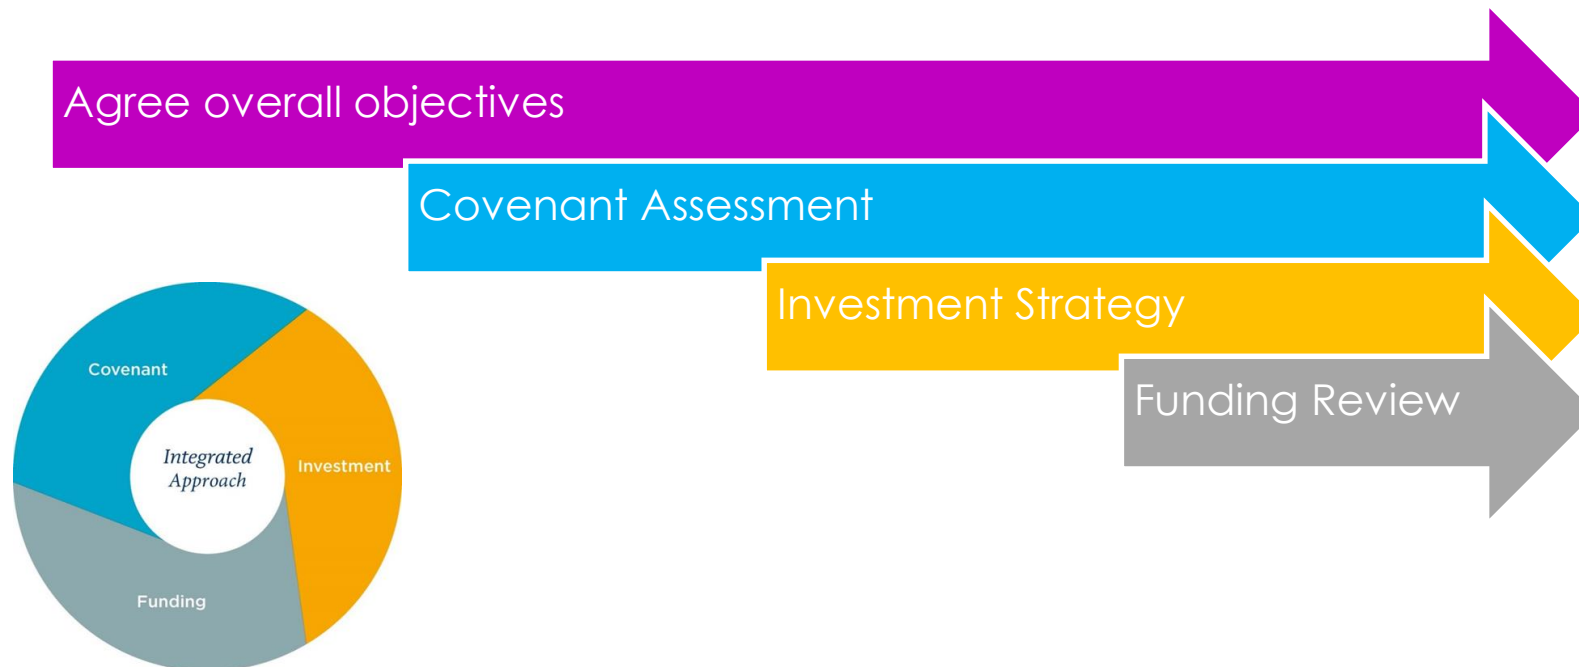 Agree overall objectives
Covenant Assessment
Investment Strategy
Funding Review
Covenant
Integrated
Approach
Investment
Funding